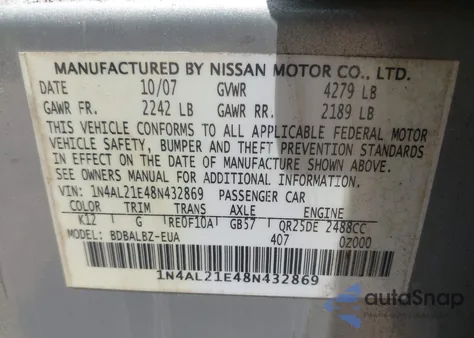 MANUFACTURED BY NISSAN MOTOR CO., LTD.
DATE 10/07 GVWR 4279 LB
GAWR FR. 2242 LB GAWR RR. 2189 LB
THIS VEHICLE CONFORMS TO ALL APPLICABLE FEDERAL MOTOR
VEHICLE SAFETY, BUMPER AND THEFT PREVENTION STANDARDS
IN EFFECT ON THE DATE OF MANUFACTURE SHOWN ABOVE.
SEE OWNERS MANUAL FOR ADDITIONAL INFORMATION
VIN: 1N4AL21E48N432869 PASSENGER CAR
COLOR TRIM TRANS AXLE ENGINE
K12 G RE0F10A GB57 QR25DE 2488CC
MODEL: BDBALBZ-EUA 407 0Z000
1N4AL21E48N432869
autoSnap